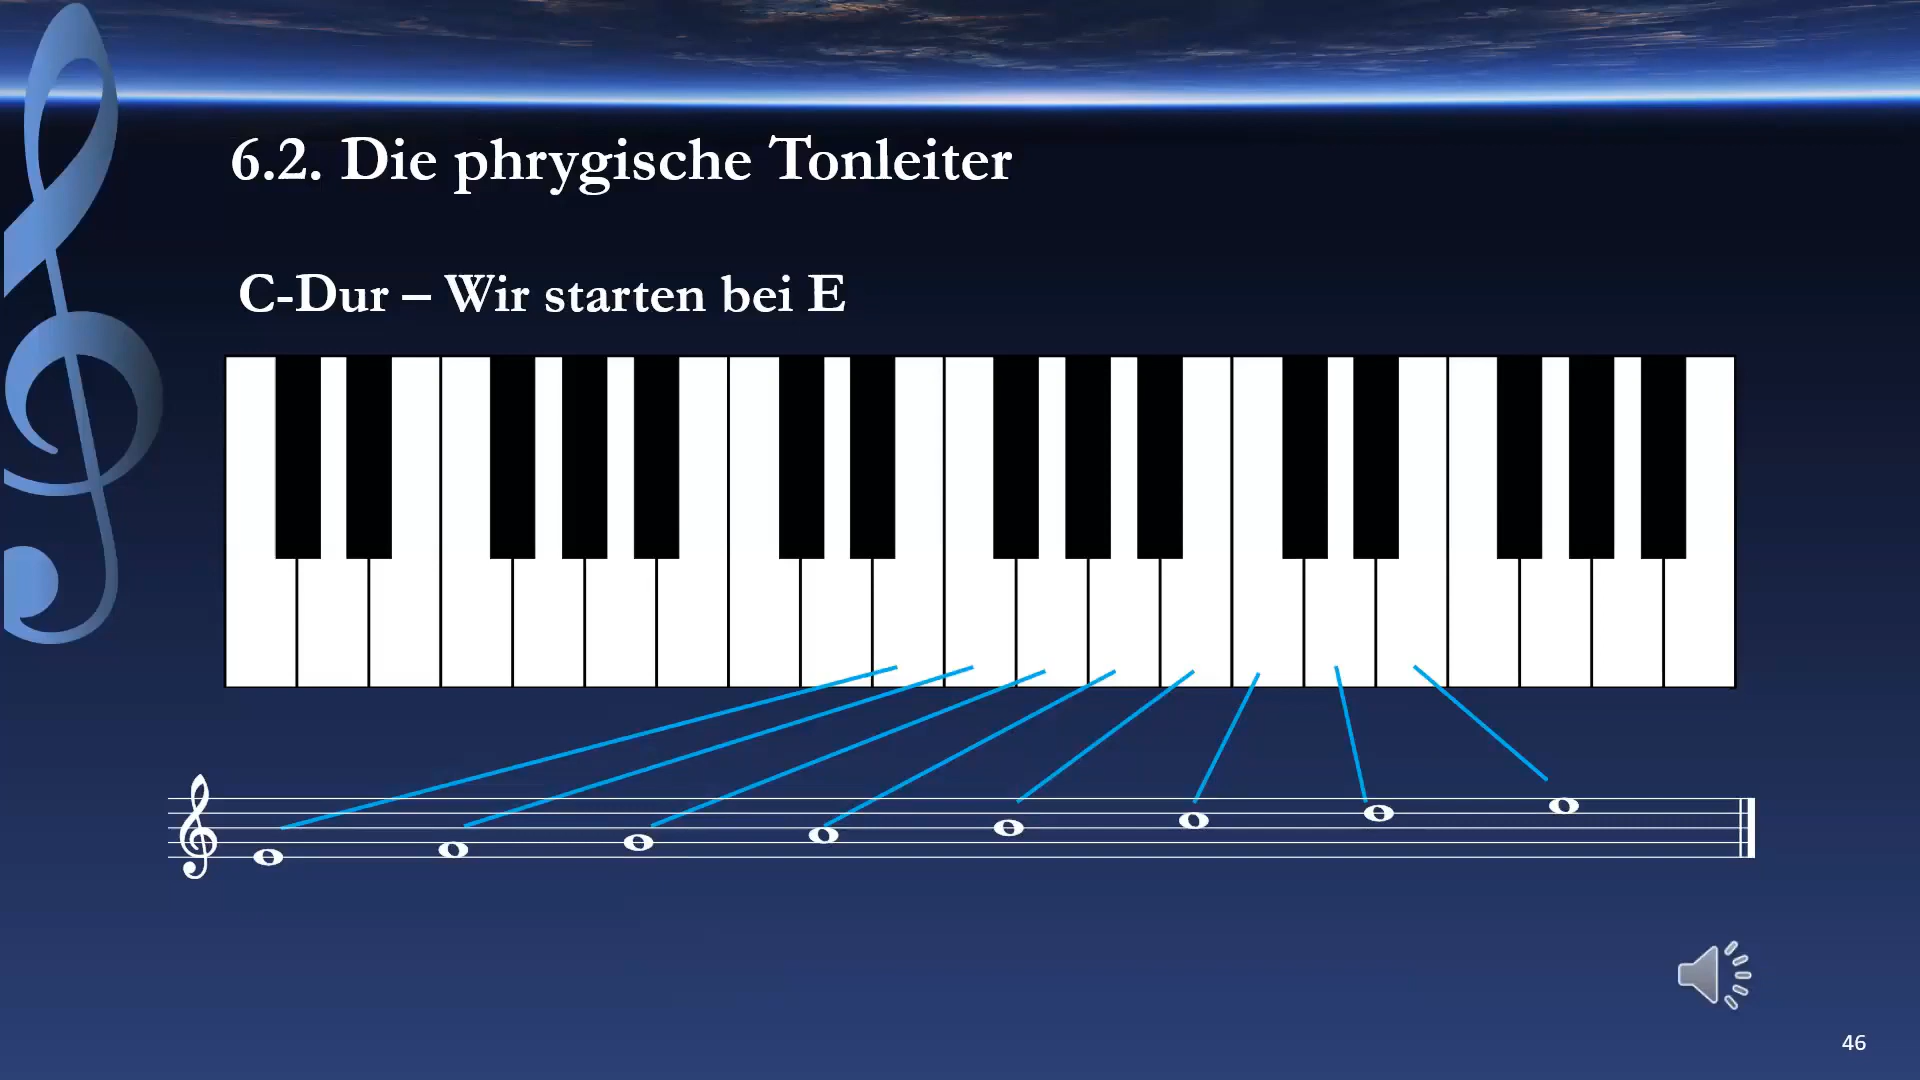 6.2. Die phrygische Tonleiter
C-Dur – Wir starten bei E
46